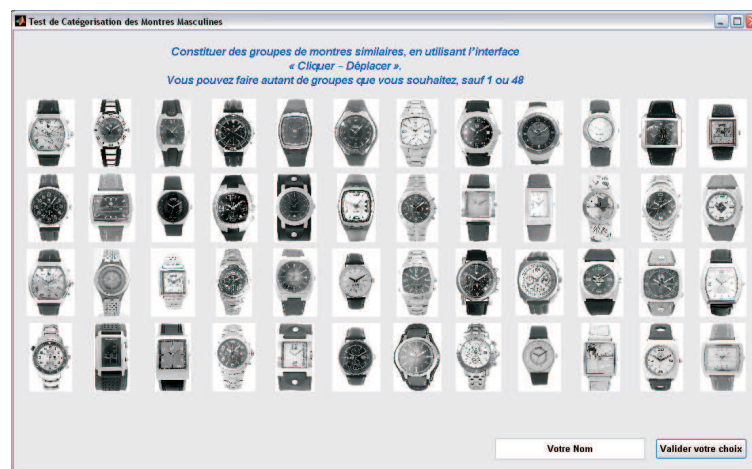 Test de Catégorisation des Montres Masculines
Constituer des groupes de montres similaires, en utilisant l'interface
« Cliquer – Déplacer ».
Vous pouvez faire autant de groupes que vous souhaitez, sauf 1 ou 48
Votre Nom
Valider votre choix